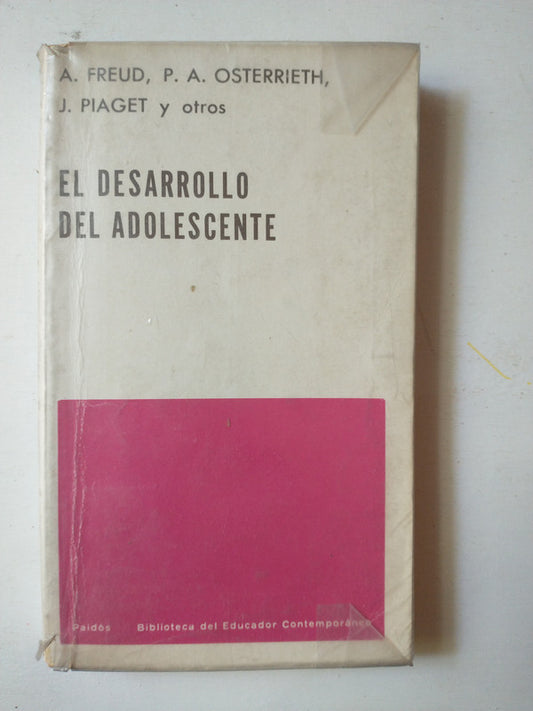 A. FREUD, P. A. OSTERRIETH,
J. PIAGET y otros
EL DESARROLLO
DEL ADOLESCENTE
Paidós Biblioteca del Educador Contemporáneo